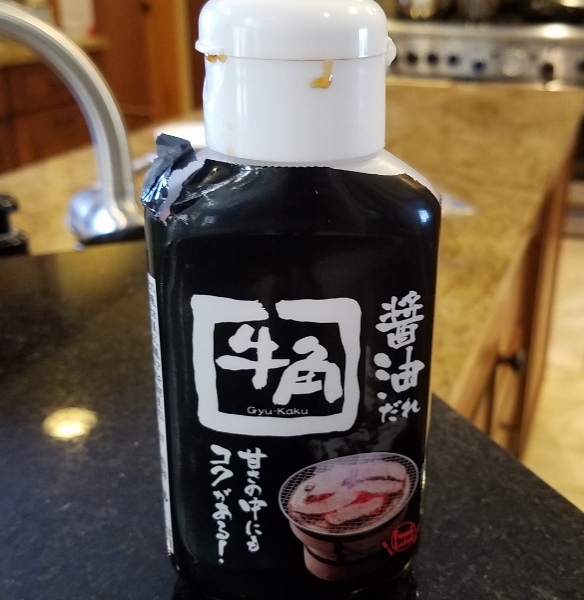 牛角
Gyu-Kaku
醤油
だれ
甘さの中にも
コクがある!